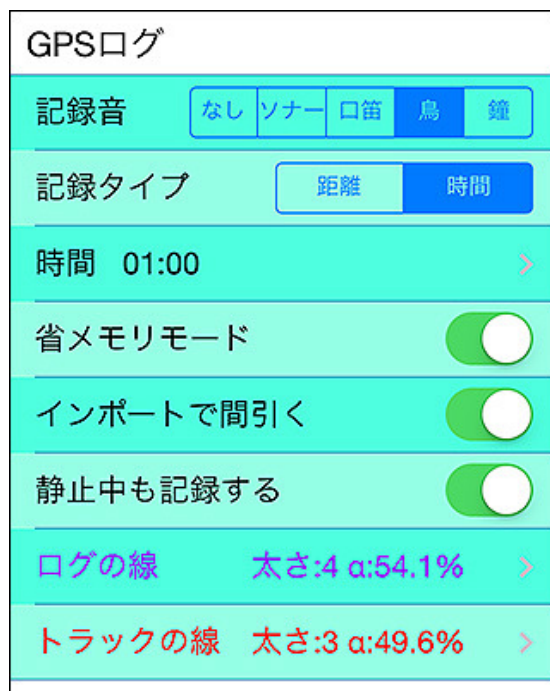 GPSログ
記録音 なし ソナー 口笛 鳥 鐘
記録タイプ 距離 時間
時間 01:00
省メモリモード
インポートで間引く
静止中も記録する
ログの線 太さ:4 α:54.1%
トラックの線 太さ:3 α:49.6%